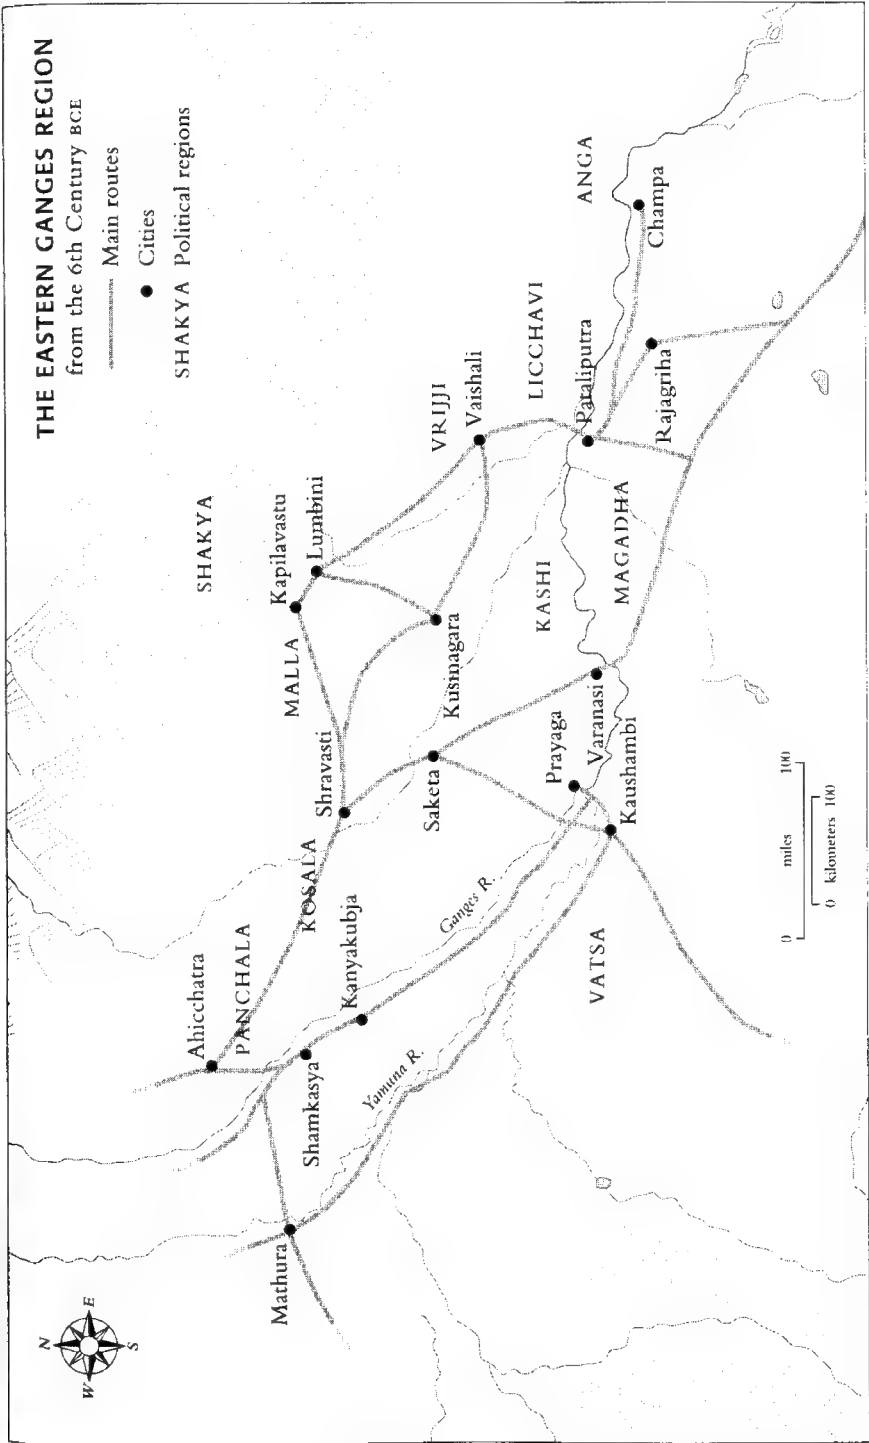 THE EASTERN GANGES REGION
from the 6th Century BCE
Main routes
Cities
SHAKYA Political regions
N
W
E
S
SHAKYA
Ahicchatra
PANCHALA
Kapilavastu
Lumbini
MALLA
Mathura
Shamkasya
KOSALA
Shravasti
Kanyakubja
VRIJJI
Vaishali
Kusinagara
Saketa
Yamuna R.
Ganges R.
LICCHAVI
KASHI
ANGA
Pataliputra
Prayaga
Varanasi
MAGADHA
Champa
Kaushambi
Rajagriha
VATSA
0 miles 100
0 kilometers 100